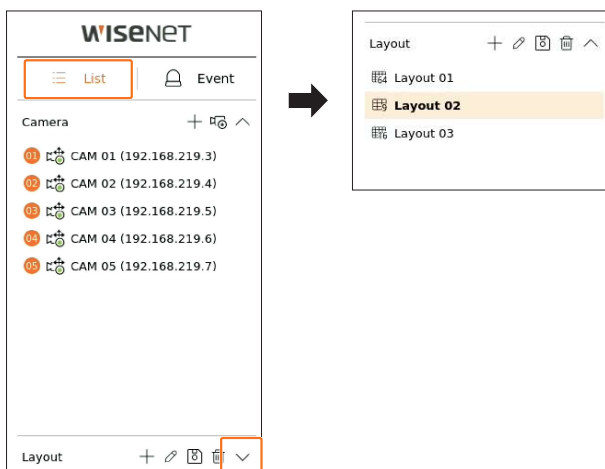 WISENET
List
Event
Camera
01 CAM 01 (192.168.219.3)
02 CAM 02 (192.168.219.4)
03 CAM 03 (192.168.219.5)
04 CAM 04 (192.168.219.6)
05 CAM 05 (192.168.219.7)
Layout
Layout
Layout 01
Layout 02
Layout 03